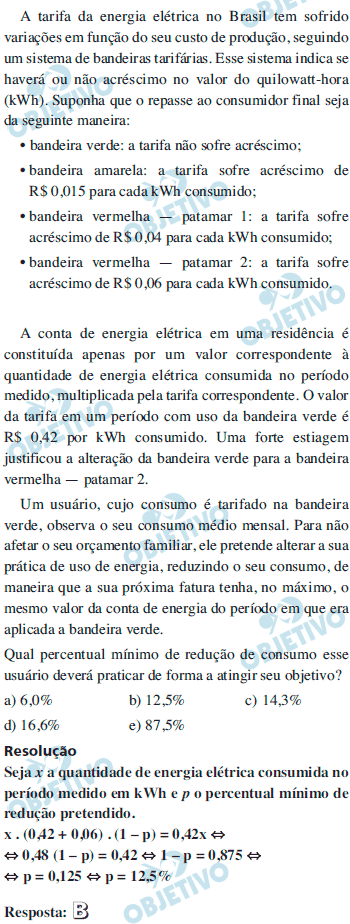 A tarifa da energia elétrica no Brasil tem sofrido
variações em função do seu custo de produção, seguindo
um sistema de bandeiras tarifárias. Esse sistema indica se
haverá ou não acréscimo no valor do quilowatt-hora
(kWh). Suponha que o repasse ao consumidor final seja
da seguinte maneira:
• bandeira verde: a tarifa não sofre acréscimo;
• bandeira amarela: a tarifa sofre acréscimo de
R$ 0,015 para cada kWh consumido;
• bandeira vermelha — patamar 1: a tarifa sofre
acréscimo de R$ 0,04 para cada kWh consumido;
• bandeira vermelha — patamar 2: a tarifa sofre
acréscimo de R$ 0,06 para cada kWh consumido.
A conta de energia elétrica em uma residência é
constituída apenas por um valor correspondente à
quantidade de energia elétrica consumida no período
medido, multiplicada pela tarifa correspondente. O valor
da tarifa em um período com uso da bandeira verde é
R$ 0,42 por kWh consumido. Uma forte estiagem
justificou a alteração da bandeira verde para a bandeira
vermelha — patamar 2.
Um usuário, cujo consumo é tarifado na bandeira
verde, observa o seu consumo médio mensal. Para não
afetar o seu orçamento familiar, ele pretende alterar a sua
prática de uso de energia, reduzindo o seu consumo, de
maneira que a sua próxima fatura tenha, no máximo, o
mesmo valor da conta de energia do período em que era
aplicada a bandeira verde.
Qual percentual mínimo de redução de consumo esse
usuário deverá praticar de forma a atingir seu objetivo?
a) 6,0% b) 12,5% c) 14,3%
d) 16,6% e) 87,5%
Resolução
Seja x a quantidade de energia elétrica consumida no
período medido em kWh e p o percentual mínimo de
redução pretendido.
x . (0,42 + 0,06) . (1 – p) = 0,42x ⇔
⇔ 0,48 (1 – p) = 0,42 ⇔ 1 – p = 0,875 ⇔
⇔ p = 0,125 ⇔ p = 12,5%
Resposta: B
OBJETIVO
OBJETIVO
OBJETIVO
OBJETIVO
OBJETIVO
OBJETIVO
OBJETIVO
OBJETIVO
OBJETIVO